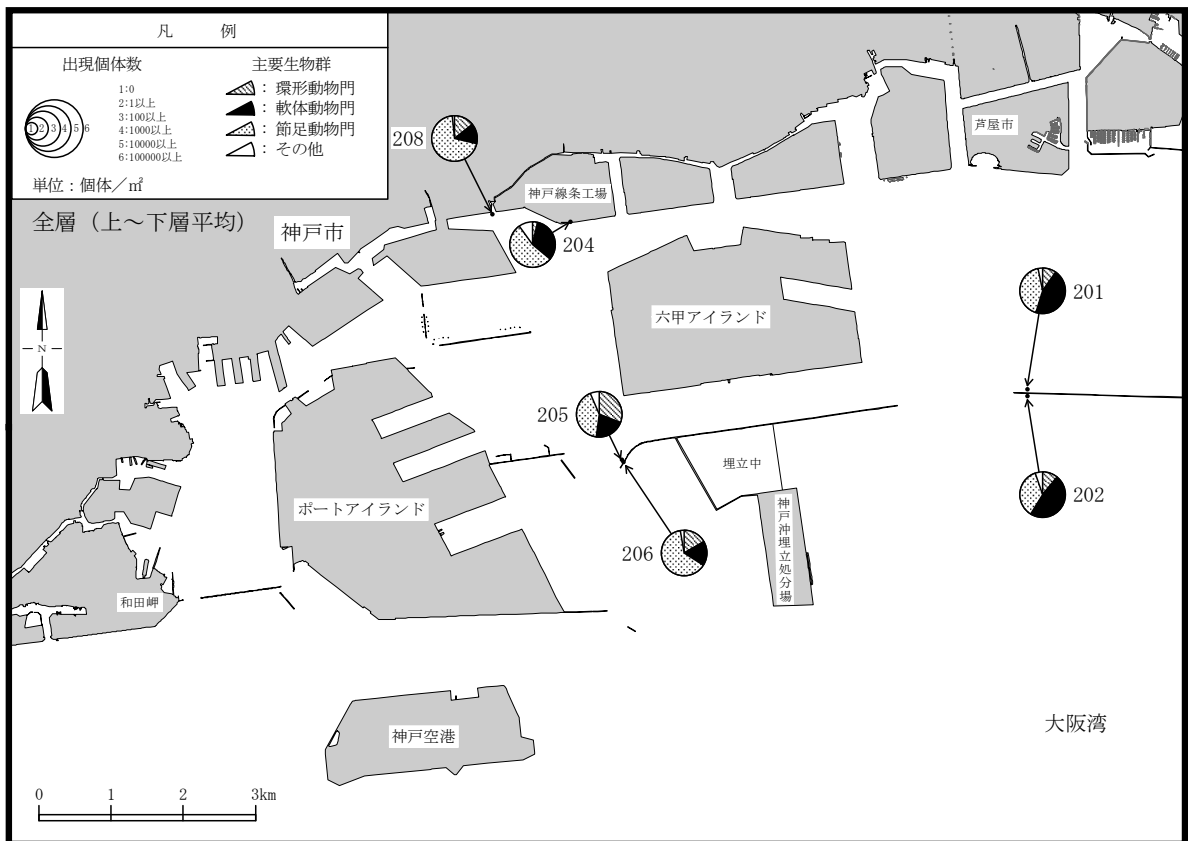 凡　例
出現個体数
1:0
2:1以上
3:100以上
4:1000以上
5:10000以上
6:100000以上
1 2 3 4 5 6
単位：個体／㎡
主要生物群
：環形動物門
：軟体動物門
：節足動物門
：その他
全層（上～下層平均）
神戸市
208
神戸線条工場
204
芦屋市
201
六甲アイランド
N
205
埋立中
ポートアイランド
神戸沖埋立処分場
202
206
和田岬
神戸空港
大阪湾
0 1 2 3km